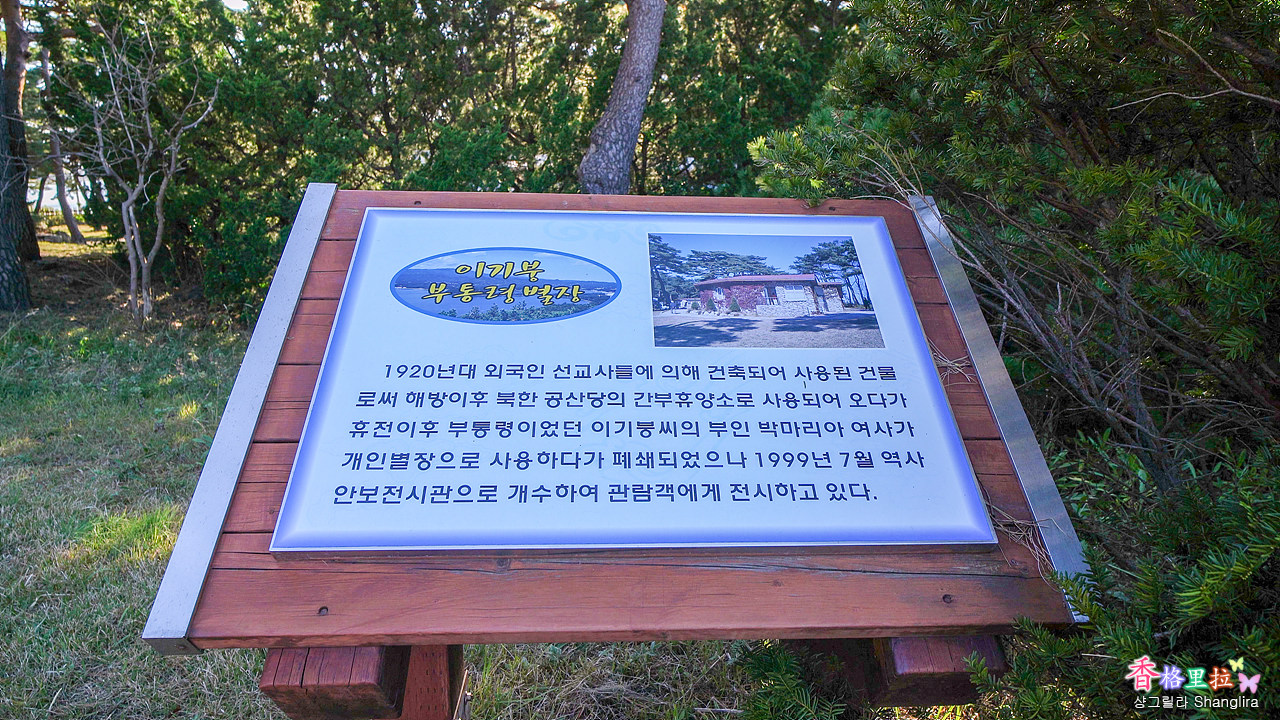 이기붕
부통령 별장
1920년대 외국인 선교사들에 의해 건축되어 사용된 건물
로써 해방이후 북한 공산당의 간부휴양소로 사용되어 오다가
휴전이후 부통령이었던 이기붕씨의 부인 박마리아 여사가
개인별장으로 사용하다가 폐쇄되었으나 1999년 7월 역사
안보전시관으로 개수하여 관람객에게 전시하고 있다.
香格里拉
샹그릴라 Shanglira